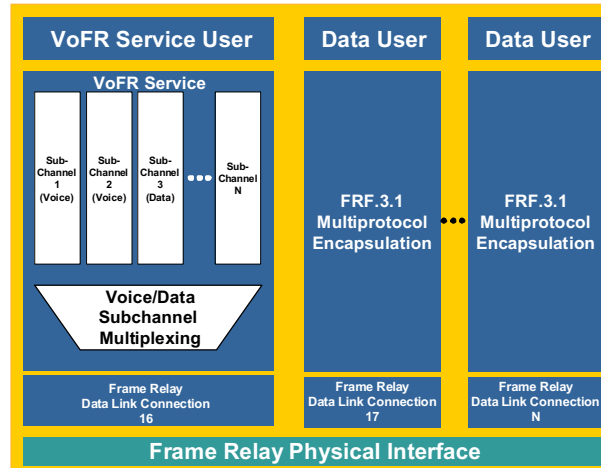 VoFR Service User
Data User
Data User
VoFR Service
Sub-
Channel
1
(Voice)
Sub-
Channel
2
(Voice)
Sub-
Channel
3
(Data)
Sub-
Channel
N
Voice/Data
Subchannel
Multiplexing
FRF.3.1
Multiprotocol
Encapsulation
FRF.3.1
Multiprotocol
Encapsulation
Frame Relay
Data Link Connection
16
Frame Relay
Data Link Connection
17
Frame Relay
Data Link Connection
N
Frame Relay Physical Interface